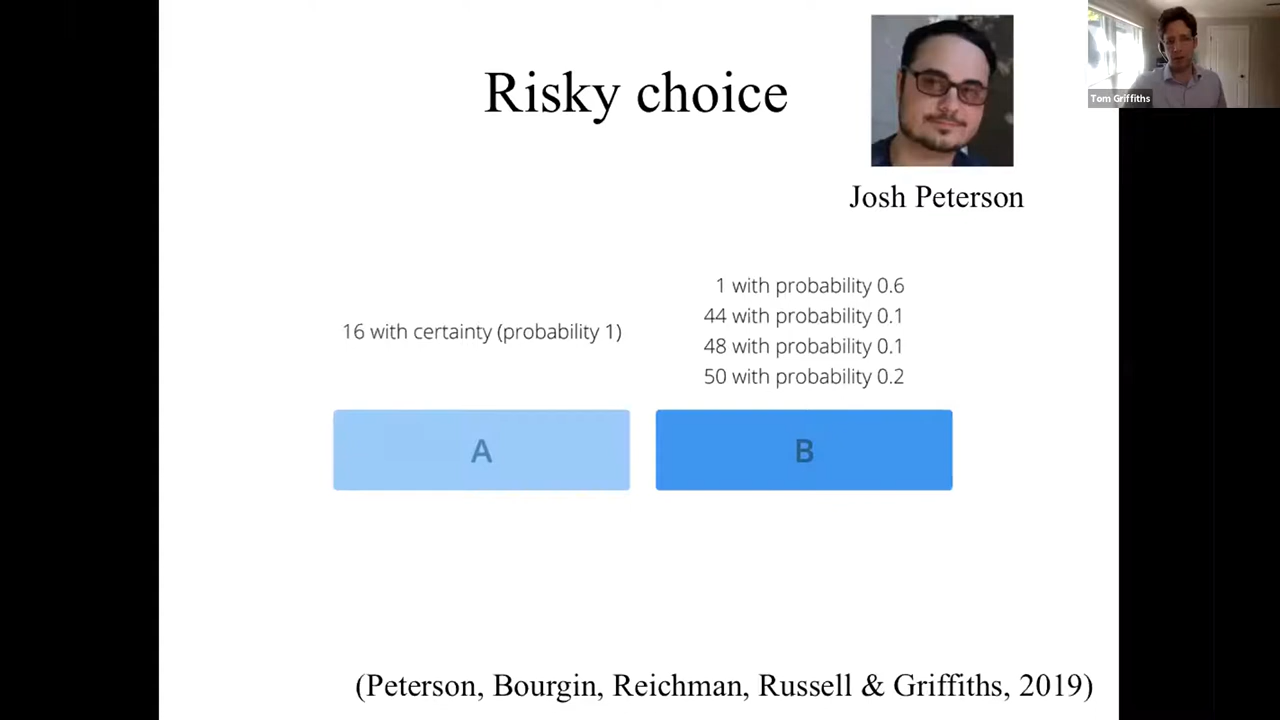 Risky choice
Tom Griffiths
Josh Peterson
16 with certainty (probability 1)
1 with probability 0.6
44 with probability 0.1
48 with probability 0.1
50 with probability 0.2
A
B
(Peterson, Bourgin, Reichman, Russell & Griffiths, 2019)